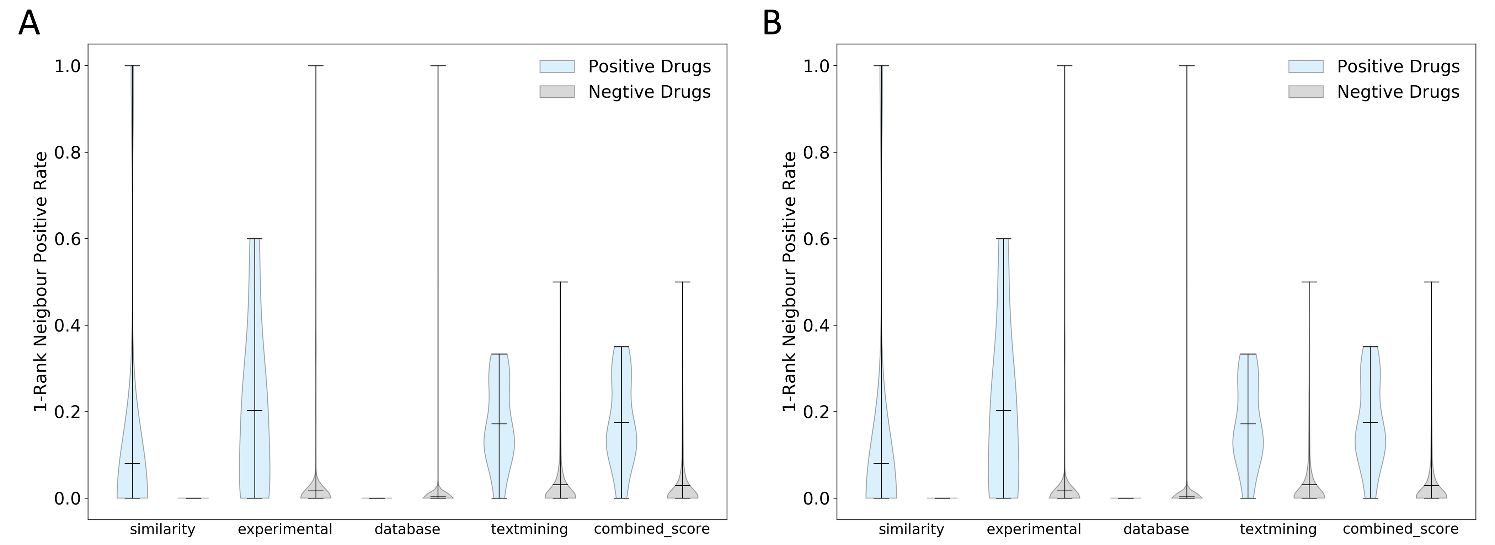 A
1-Rank Neigbour Positive Rate
1.0
0.8
0.6
0.4
0.2
0.0
Positive Drugs
Negtive Drugs
similarity experimental database textmining combined_score
B
1-Rank Neigbour Positive Rate
1.0
0.8
0.6
0.4
0.2
0.0
Positive Drugs
Negtive Drugs
similarity experimental database textmining combined_score